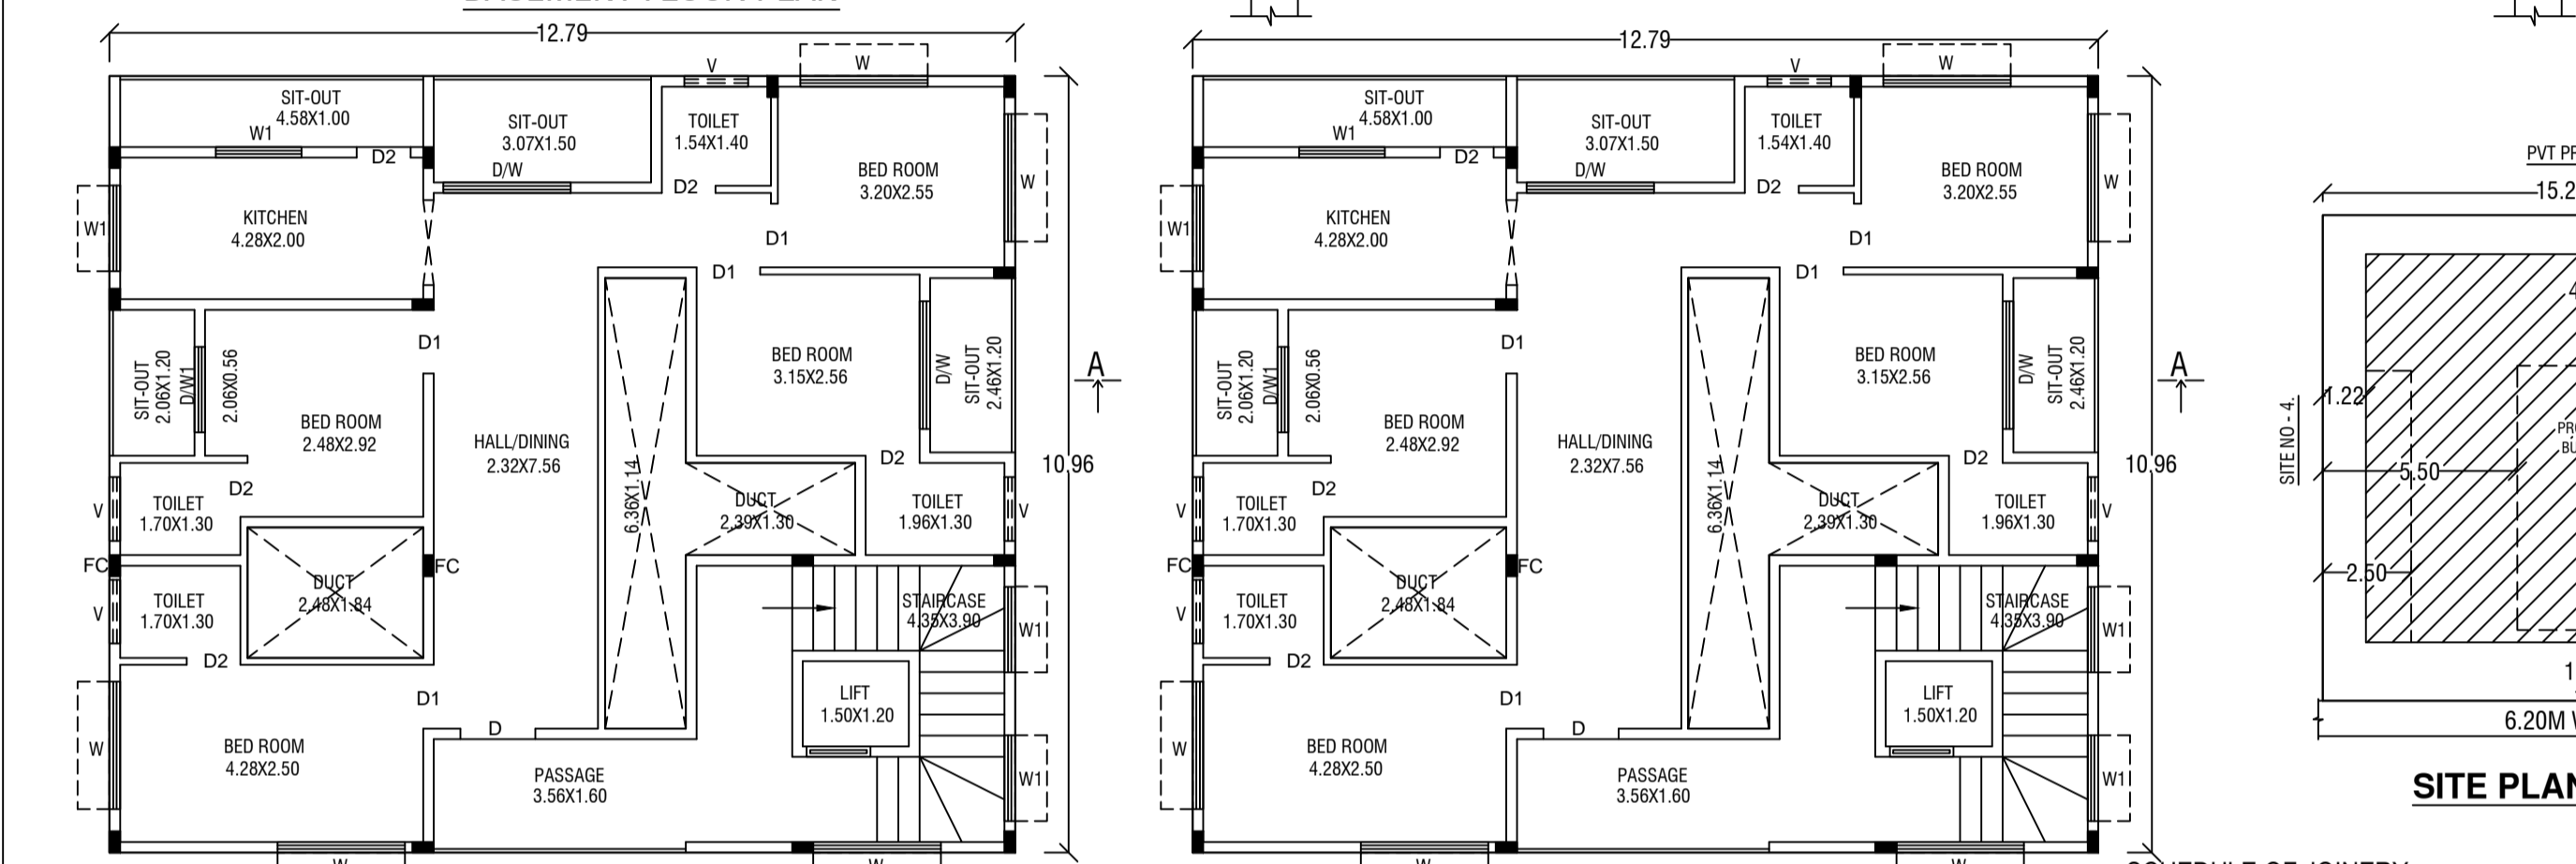 12.79
V
W
SIT-OUT
4.58X1.00
W1
D2
SIT-OUT
3.07X1.50
D/W
TOILET
1.54X1.40
D2
BED ROOM
3.20X2.55
W
W1
KITCHEN
4.28X2.00
D1
D1
D1
SIT-OUT
2.06X1.20
D/W1
2.06X0.56
BED ROOM
2.48X2.92
HALL/DINING
2.32X7.56
6.36X1.14
BED ROOM
3.15X2.56
D/W
SIT-OUT
2.46X1.20
A
10.96
D2
D2
V
TOILET
1.70X1.30
DUCT
2.39X1.30
TOILET
1.96X1.30
V
FC
FC
V
TOILET
1.70X1.30
DUCT
2.48X1.84
STAIRCASE
4.35X3.90
W1
D2
D1
D
LIFT
1.50X1.20
W
BED ROOM
4.28X2.50
PASSAGE
3.56X1.60
W1
W
W
12.79
V
W
SIT-OUT
4.58X1.00
W1
D2
SIT-OUT
3.07X1.50
D/W
TOILET
1.54X1.40
D2
BED ROOM
3.20X2.55
W
W1
KITCHEN
4.28X2.00
D1
D1
D1
SIT-OUT
2.06X1.20
D/W1
2.06X0.56
BED ROOM
2.48X2.92
HALL/DINING
2.32X7.56
6.36X1.14
BED ROOM
3.15X2.56
D/W
SIT-OUT
2.46X1.20
A
10.96
D2
D2
V
TOILET
1.70X1.30
DUCT
2.39X1.30
TOILET
1.96X1.30
V
FC
FC
V
TOILET
1.70X1.30
DUCT
2.48X1.84
STAIRCASE
4.35X3.90
W1
D2
D1
D
LIFT
1.50X1.20
W
BED ROOM
4.28X2.50
PASSAGE
3.56X1.60
W1
W
W
PVT
15.2
1.22
SITE NO - 4.
5.50
2.50
6.20M
SITE PLAN